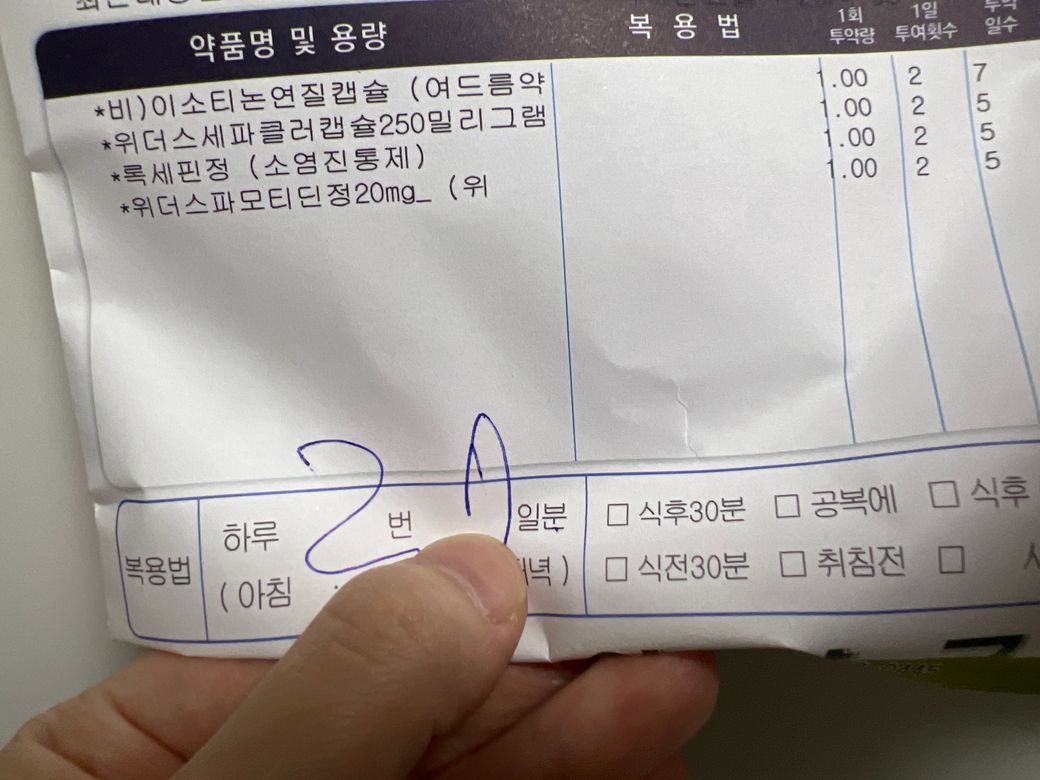 약품명 및 용량 복 용 법 1회 투약량 1일 투여횟수 투약 일수
*비)이소티논연질캡슐 (여드름약 1.00 2 7
*위더스세파클러캡슐250밀리그램 1.00 2 5
*록세핀정 (소염진통제) 1.00 2 5
*위더스파모티딘정20mg_ (위 1.00 2 5
복용법 하루 2 번 일분
(아침 저녁)
□ 식후30분 □ 공복에 □ 식후
□ 식전30분 □ 취침전 □